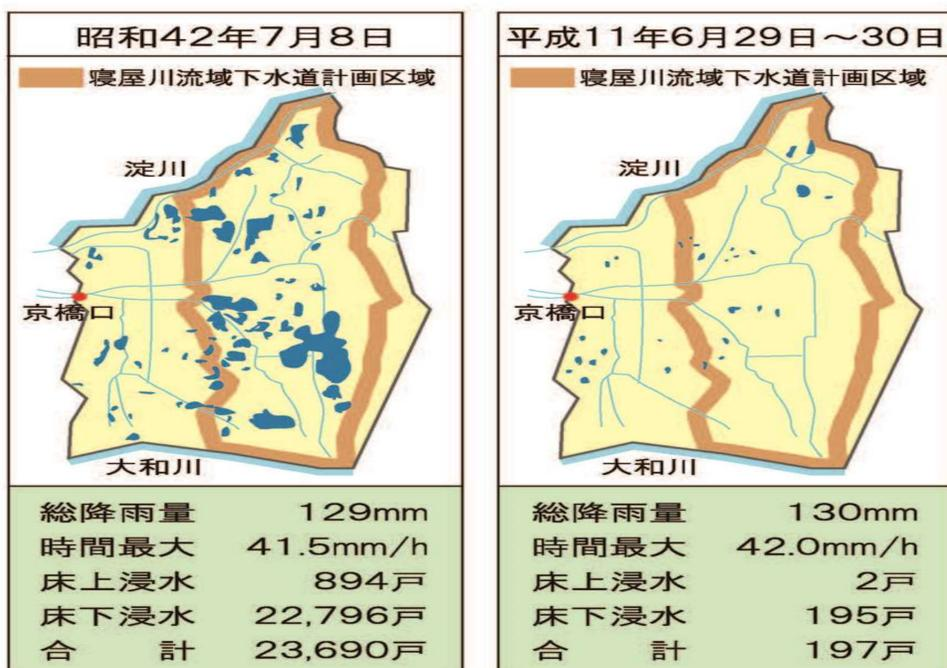 昭和42年7月8日
寝屋川流域下水道計画区域
淀川
京橋口
大和川
総降雨量 129mm
時間最大 41.5mm/h
床上浸水 894戸
床下浸水 22,796戸
合計 23,690戸
平成11年6月29日～30日
寝屋川流域下水道計画区域
淀川
京橋口
大和川
総降雨量 130mm
時間最大 42.0mm/h
床上浸水 2戸
床下浸水 195戸
合計 197戸